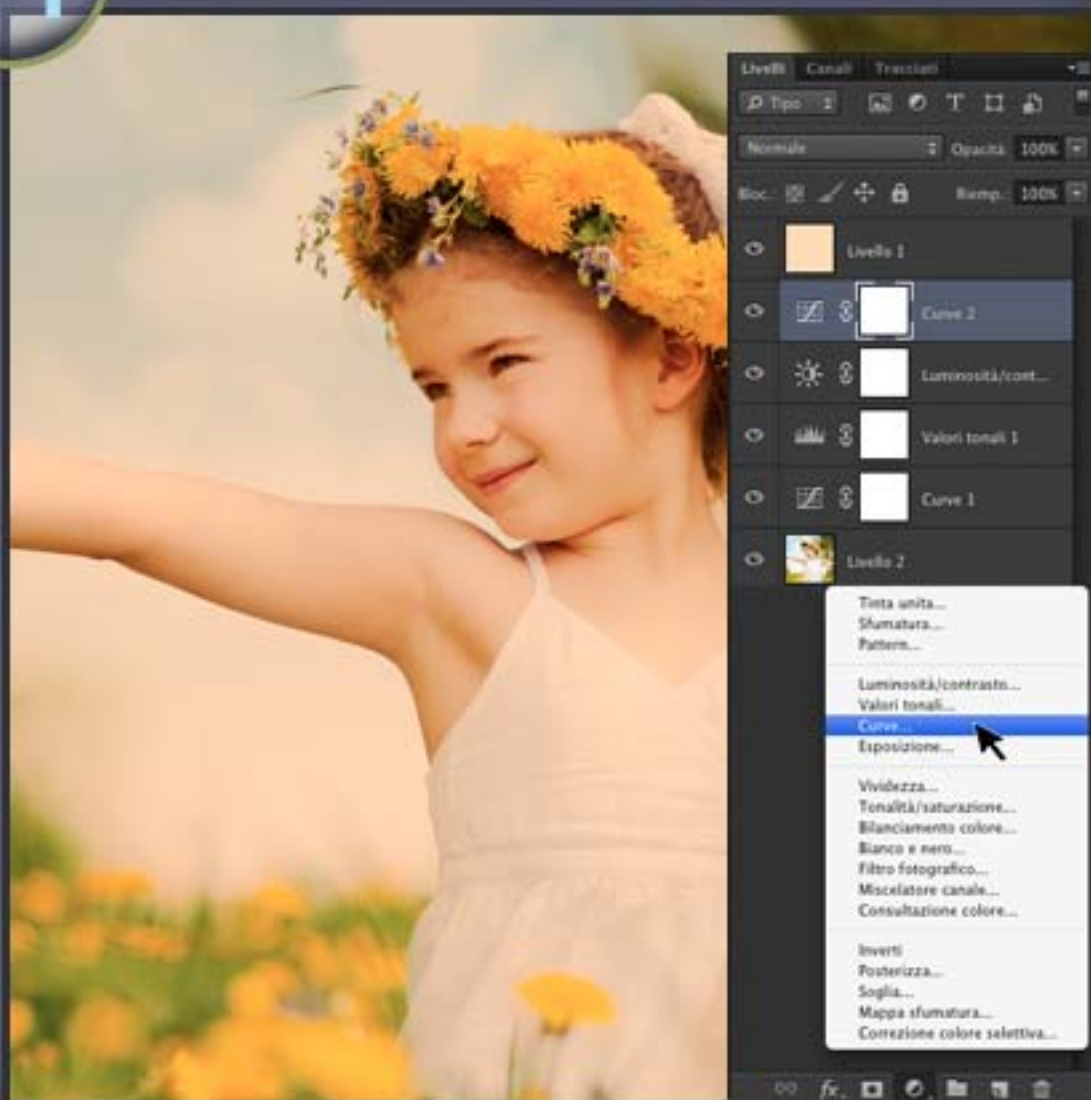 Livelli Canali Tracciati
Tipo
Normale Opacità 100%
Bloc.: Riemp.: 100%
Livello 1
Curve 2
Luminosità/cont...
Valori tonali 1
Curve 1
Livello 2
Tinta unita...
Sfumatura...
Pattern...
Luminosità/contrasto...
Valori tonali...
Curve...
Esposizione...
Vividezza...
Tonalità/saturazione...
Bilanciamento colore...
Bianco e nero...
Filtro fotografico...
Miscelatore canale...
Consultazione colore...
Inverti
Posterizza...
Soglia...
Mappa sfumatura...
Correzione colore selettiva...
fx